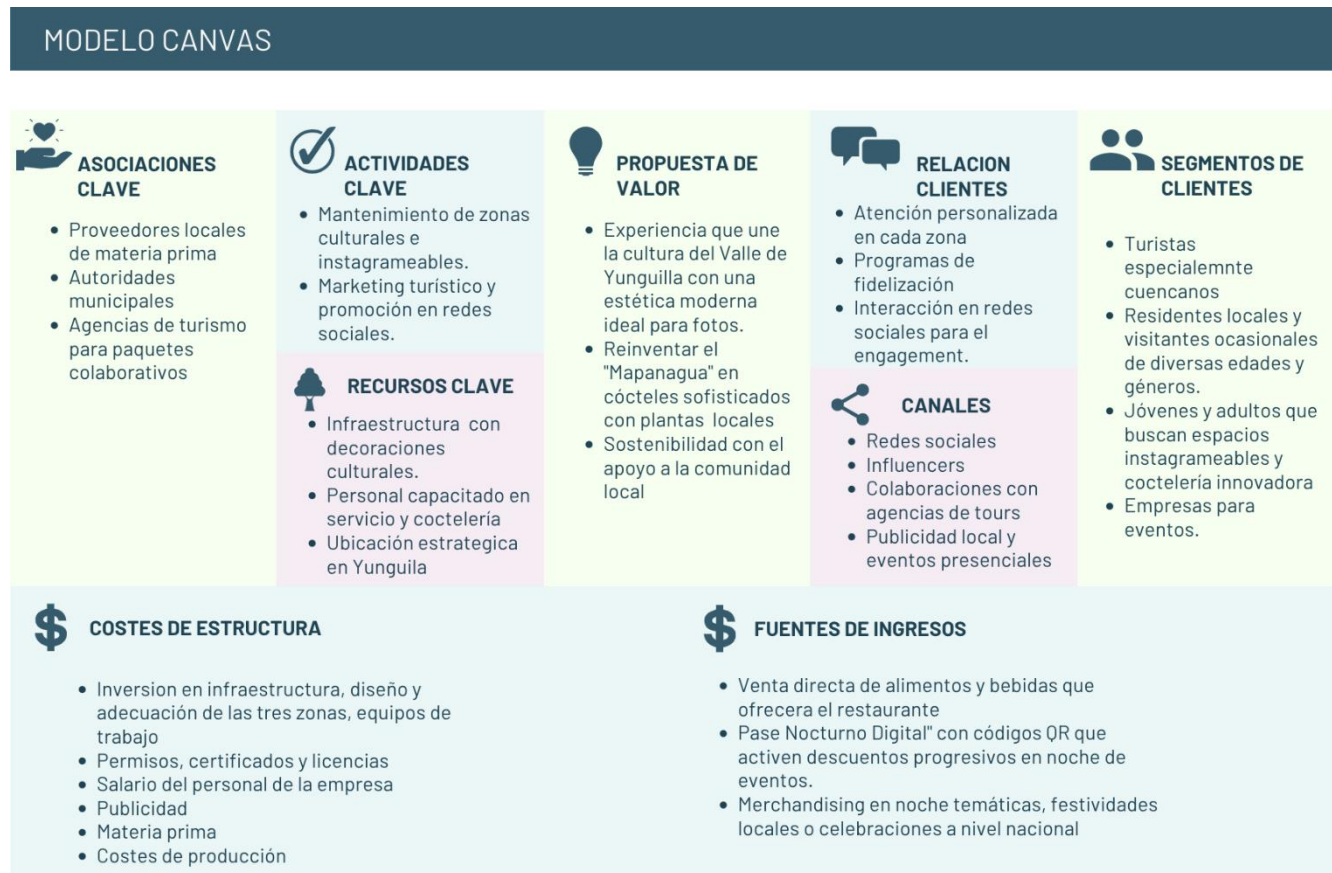 MODELO CANVAS
ASOCIACIONES
CLAVE
• Proveedores locales
de materia prima
• Autoridades
municipales
• Agencias de turismo
para paquetes
colaborativos
ACTIVIDADES
CLAVE
• Mantenimiento de zonas
culturales e
instagrameables.
• Marketing turístico y
promoción en redes
sociales.
RECURSOS CLAVE
• Infraestructura con
decoraciones
culturales.
• Personal capacitado en
servicio y coctelería
• Ubicación estrategica
en Yunguila
PROPUESTA DE
VALOR
• Experiencia que une
la cultura del Valle de
Yunguilla con una
estética moderna
ideal para fotos.
• Reinventar el
"Mapanagua" en
cócteles sofisticados
con plantas locales
• Sostenibilidad con el
apoyo a la comunidad
local
RELACION
CLIENTES
• Atención personalizada
en cada zona
• Programas de
fidelización
• Interacción en redes
sociales para el
engagement.
CANALES
• Redes sociales
• Influencers
• Colaboraciones con
agencias de tours
• Publicidad local y
eventos presenciales
SEGMENTOS DE
CLIENTES
• Turistas
especialemnte
cuencanos
• Residentes locales y
visitantes ocasionales
de diversas edades y
géneros.
• Jóvenes y adultos que
buscan espacios
instagrameables y
coctelería innovadora
• Empresas para
eventos.
$ COSTES DE ESTRUCTURA
• Inversion en infraestructura, diseño y
adecuación de las tres zonas, equipos de
trabajo
• Permisos, certificados y licencias
• Salario del personal de la empresa
• Publicidad
• Materia prima
• Costes de producción
$ FUENTES DE INGRESOS
• Venta directa de alimentos y bebidas que
ofrecera el restaurante
• Pase Nocturno Digital" con códigos QR que
activen descuentos progresivos en noche de
eventos.
• Merchandising en noche temáticas, festividades
locales o celebraciones a nivel nacional